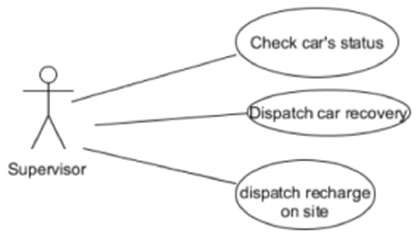 Check car's status
Dispatch car recovery
Supervisor
dispatch recharge
on site